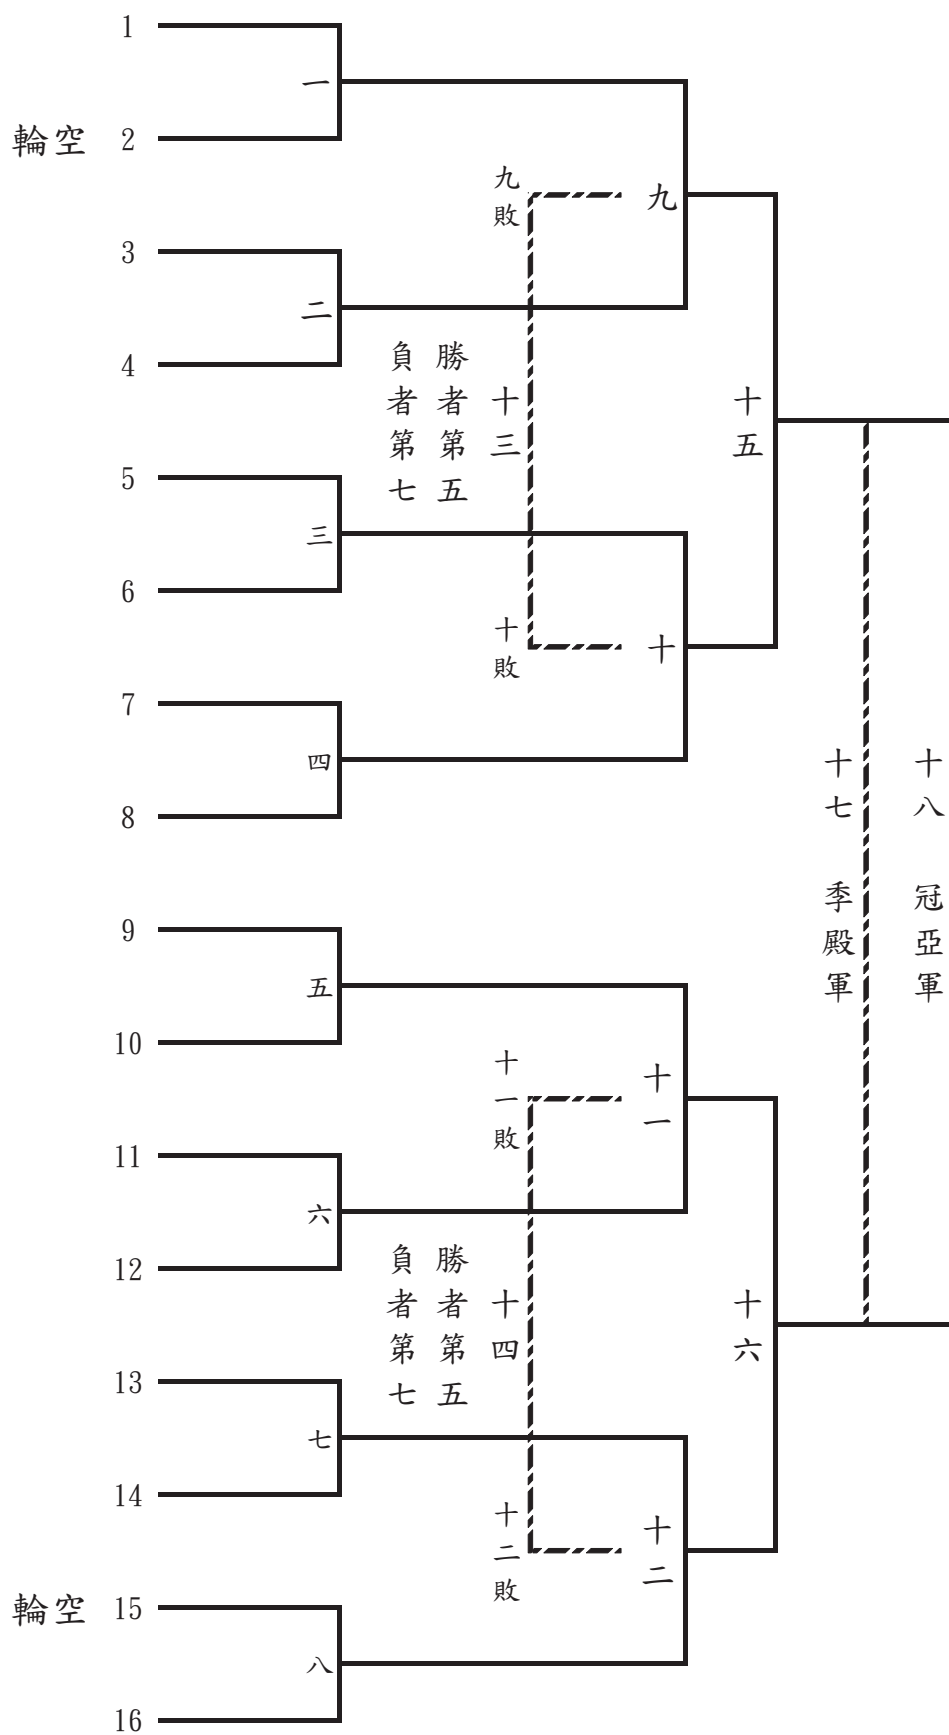 1
一
輪空 2
九敗
九
3
二
4
負者第七
勝者第五
十三
十五
5
三
6
十敗
十
7
四
8
十七 季殿軍
十八 冠亞軍
9
五
10
十一敗
十一
11
六
12
負者第七
勝者第五
十四
十六
13
七
14
十二敗
十二
輪空 15
八
16